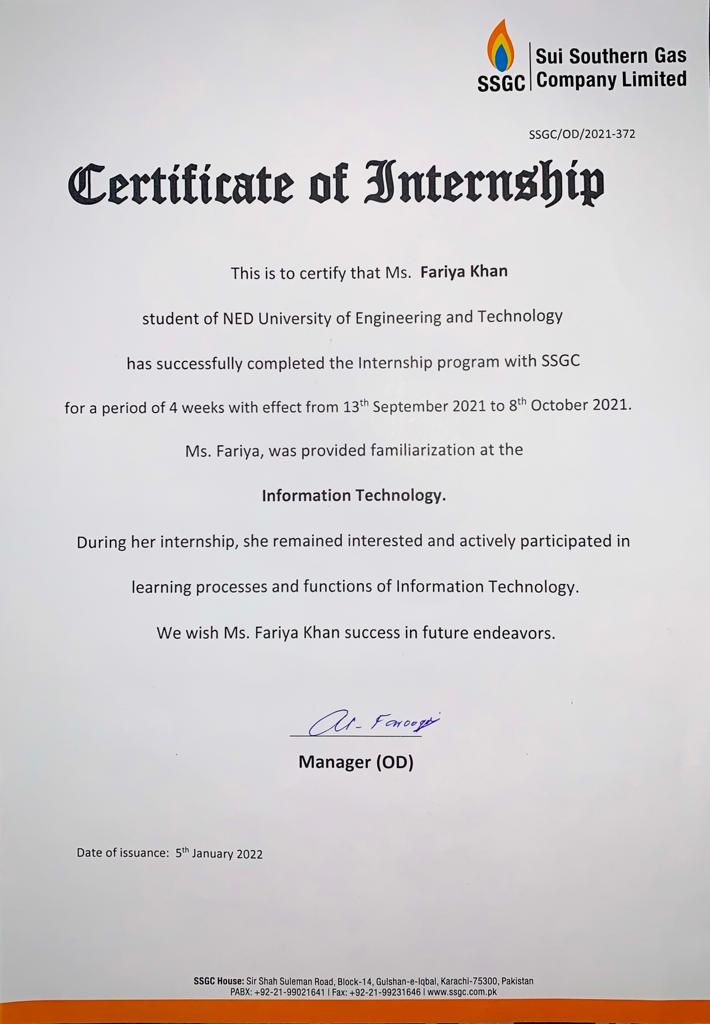 SSGC
Sui Southern Gas
Company Limited
SSGC/OD/2021-372
Certificate of Internship
This is to certify that Ms. Fariya Khan
student of NED University of Engineering and Technology
has successfully completed the Internship program with SSGC
for a period of 4 weeks with effect from 13th September 2021 to 8th October 2021.
Ms. Fariya, was provided familiarization at the
Information Technology.
During her internship, she remained interested and actively participated in
learning processes and functions of Information Technology.
We wish Ms. Fariya Khan success in future endeavors.
Manager (OD)
Date of issuance: 5th January 2022
SSGC House: Sir Shah Suleman Road, Block-14, Gulshan-e-Iqbal, Karachi-75300, Pakistan
PABX: +92-21-99021641 | Fax: +92-21-99231646 | www.ssgc.com.pk